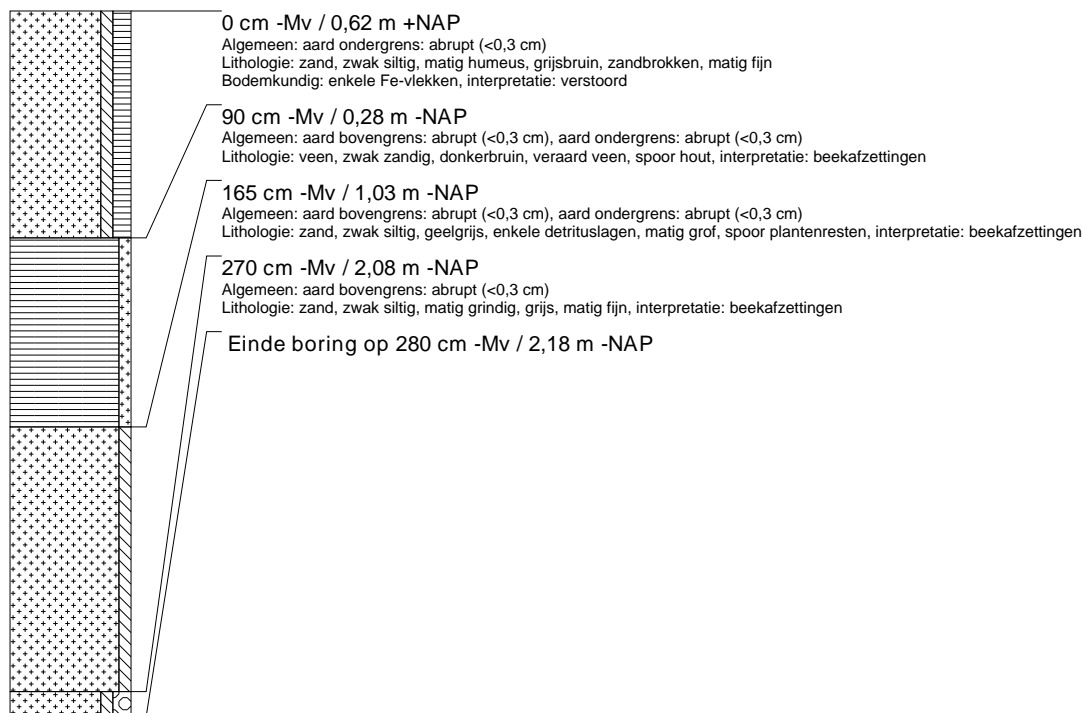 0 cm -Mv / 0,62 m +NAP
Algemeen: aard ondergrens: abrupt (<0,3 cm)
Lithologie: zand, zwak siltig, matig humeus, grijsbruin, zandbrokken, matig fijn
Bodemkundig: enkele Fe-vlekken, interpretatie: verstoord
90 cm -Mv / 0,28 m -NAP
Algemeen: aard bovengrens: abrupt (<0,3 cm), aard ondergrens: abrupt (<0,3 cm)
Lithologie: veen, zwak zandig, donkerbruin, veraard veen, spoor hout, interpretatie: beekafzettingen
165 cm -Mv / 1,03 m -NAP
Algemeen: aard bovengrens: abrupt (<0,3 cm), aard ondergrens: abrupt (<0,3 cm)
Lithologie: zand, zwak siltig, geelgrijs, enkele detrituslagen, matig grof, spoor plantenresten, interpretatie: beekafzettingen
270 cm -Mv / 2,08 m -NAP
Algemeen: aard bovengrens: abrupt (<0,3 cm)
Lithologie: zand, zwak siltig, matig grindig, grijs, matig fijn, interpretatie: beekafzettingen
Einde boring op 280 cm -Mv / 2,18 m -NAP